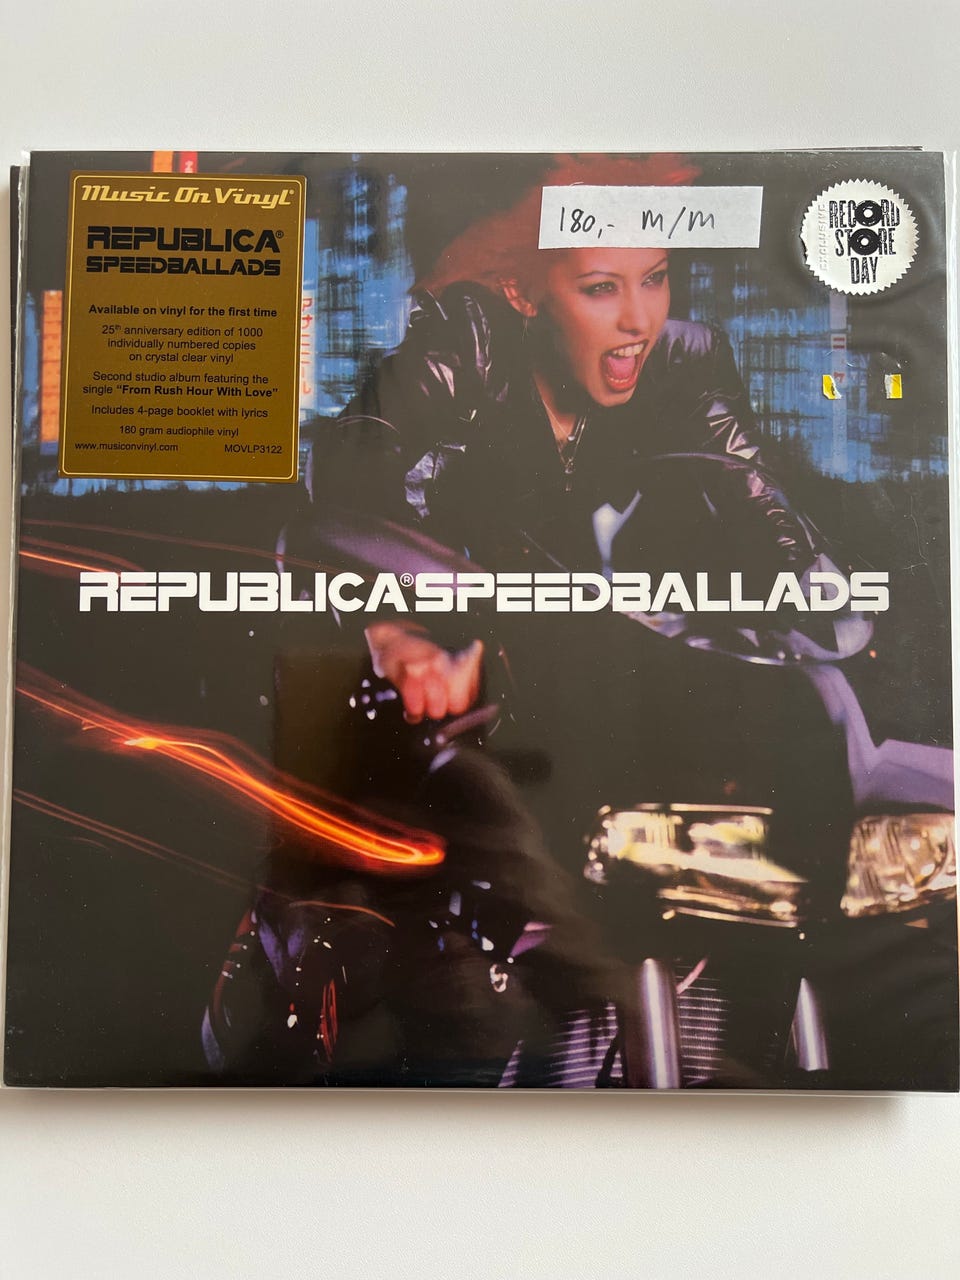 Music On Vinyl®
REPUBLICA®
SPEEDBALLADS
Available on vinyl for the first time
25th anniversary edition of 1000
individually numbered copies
on crystal clear vinyl
Second studio album featuring the
single “From Rush Hour With Love”
Includes 4-page booklet with lyrics
180 gram audiophile vinyl
www.musiconvinyl.com MOVLP3122
180,- M/M
EXCLUSIVE
RECORD
STORE
DAY
REPUBLICA®SPEEDBALLADS